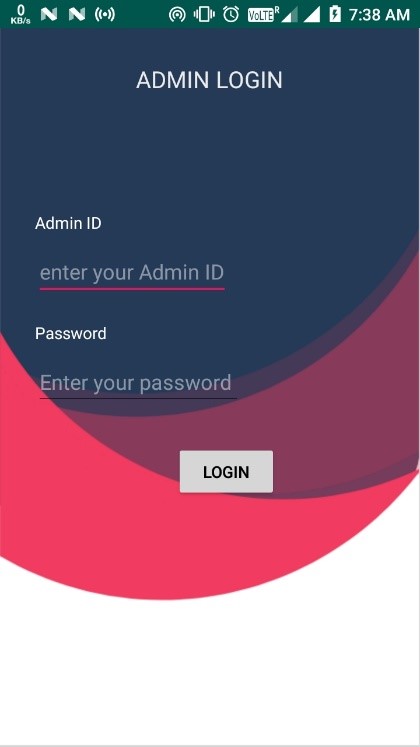 0
KB/s
VoLTE R
7:38 AM
ADMIN LOGIN
Admin ID
enter your Admin ID
Password
Enter your password
LOGIN